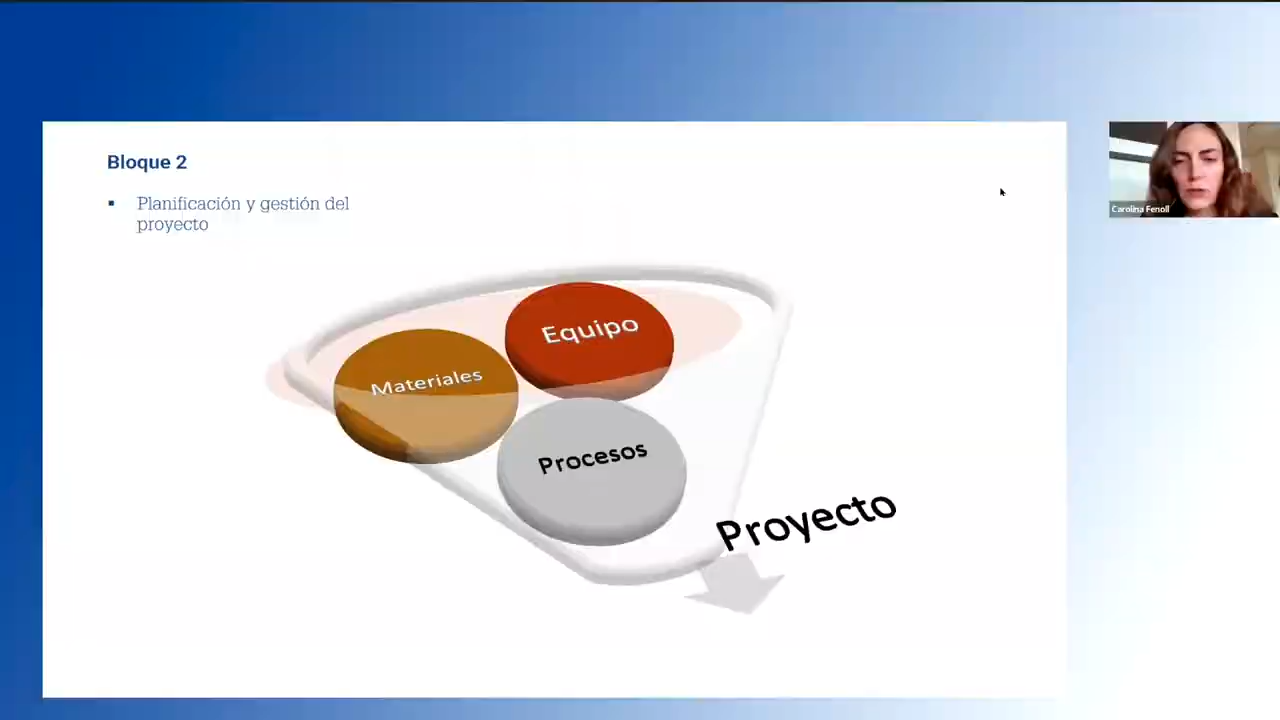 Bloque 2
▪ Planificación y gestión del
proyecto
Equipo
Materiales
Procesos
Proyecto
Carolina Fenoll